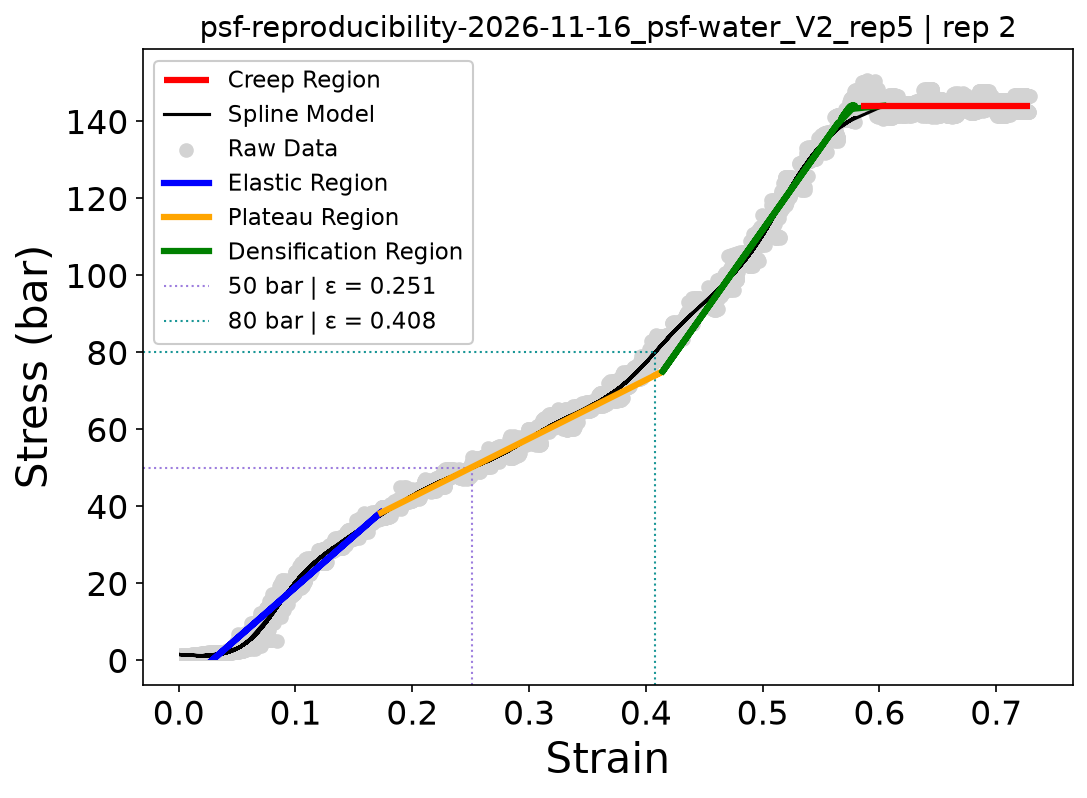 psf-reproducibility-2026-11-16_psf-water_V2_rep5 | rep 2
Creep Region
Spline Model
Raw Data
Elastic Region
Plateau Region
Densification Region
50 bar | ε = 0.251
80 bar | ε = 0.408
Stress (bar)
140
120
100
80
60
40
20
0
0.0 0.1 0.2 0.3 0.4 0.5 0.6 0.7
Strain